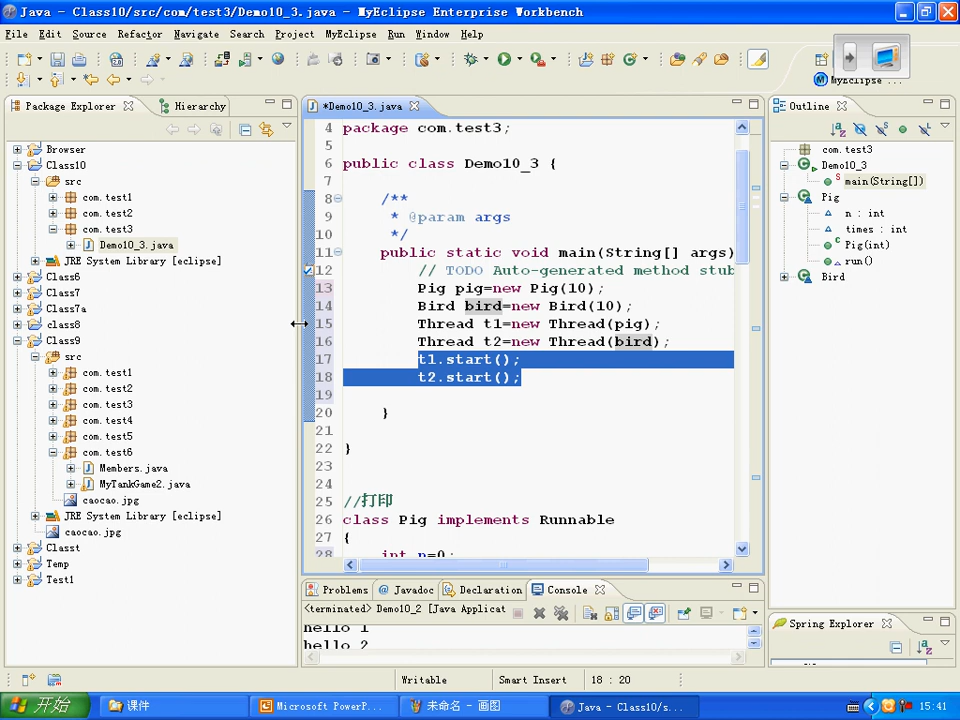 Java - Class10/src/com/test3/Demo10_3.java - MyEclipse Enterprise Workbench
File Edit Source Refactor Navigate Search Project MyEclipse Run Window Help
MyEclipse ...
Package Explorer
Hierarchy
Browser
Class10
src
com.test1
com.test2
com.test3
Demo10_3.java
JRE System Library [eclipse]
Class6
Class7
Class7a
class8
Class9
src
com.test1
com.test2
com.test3
com.test4
com.test5
com.test6
Members.java
MyTankGame2.java
caocao.jpg
JRE System Library [eclipse]
caocao.jpg
Classt
Temp
Test1
*Demo10_3.java
4 package com.test3;
5
6 public class Demo10_3 {
7
8 /**
9 * @param args
10 */
11 public static void main(String[] args)
12 // TODO Auto-generated method stub
13 Pig pig=new Pig(10);
14 Bird bird=new Bird(10);
15 Thread t1=new Thread(pig);
16 Thread t2=new Thread(bird);
17 t1.start();
18 t2.start();
19
20 }
21
22 }
23
24
25 //打印
26 class Pig implements Runnable
27 {
28 int n=0;
Outline
com.test3
Demo10_3
main(String[])
Pig
n : int
times : int
Pig(int)
run()
Bird
Problems Javadoc Declaration Console
<terminated> Demo10_2 [Java Applicat
hello 1
hello 2
Spring Explorer
Writable Smart Insert 18 : 20
开始 课件 Microsoft PowerP... 未命名 - 画图 Java - Class10/s... 15:41